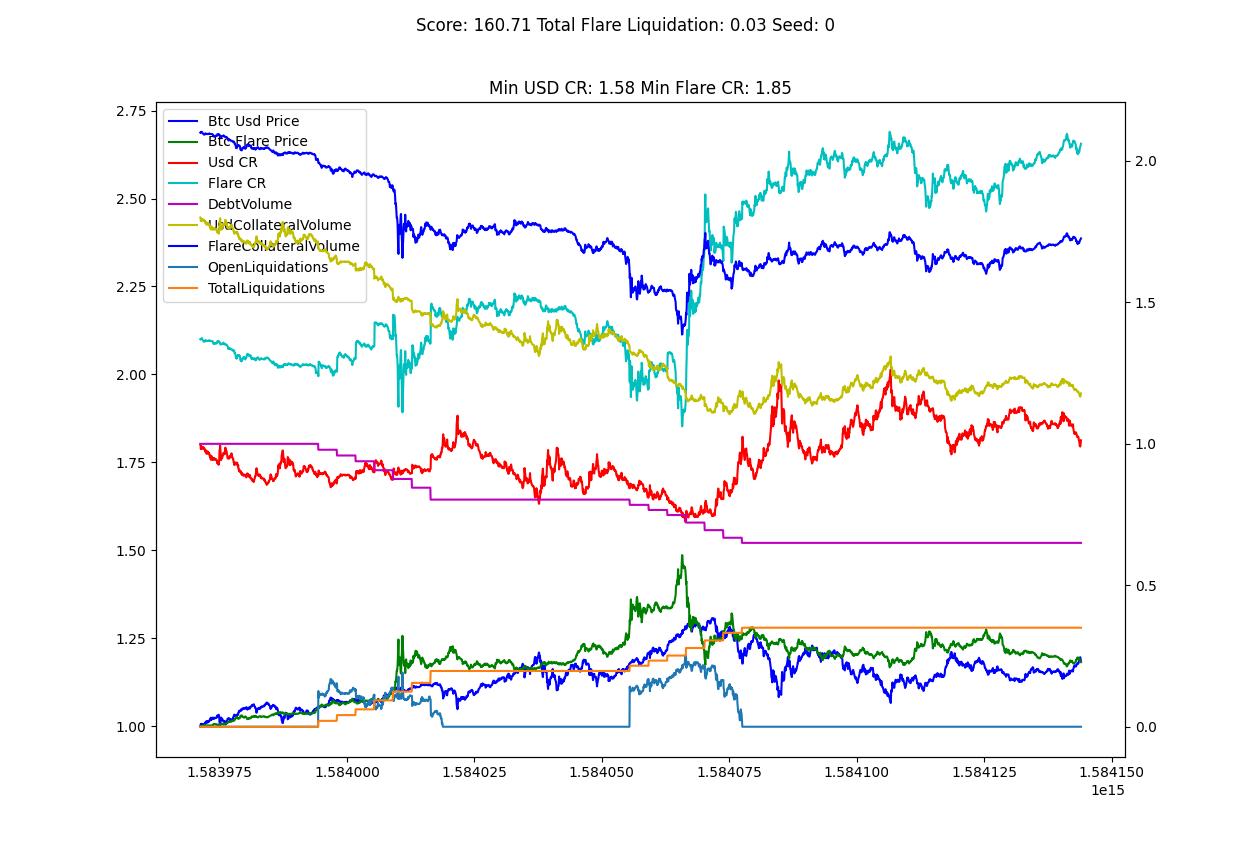 Score: 160.71 Total Flare Liquidation: 0.03 Seed: 0
Min USD CR: 1.58 Min Flare CR: 1.85
2.75
2.50
2.25
2.00
1.75
1.50
1.25
1.00
Btc Usd Price
Btc Flare Price
Usd CR
Flare CR
DebtVolume
UsdCollateralVolume
FlareCollateralVolume
OpenLiquidations
TotalLiquidations
2.0
1.5
1.0
0.5
0.0
1.583975 1.584000 1.584025 1.584050 1.584075 1.584100 1.584125 1.584150
1e15